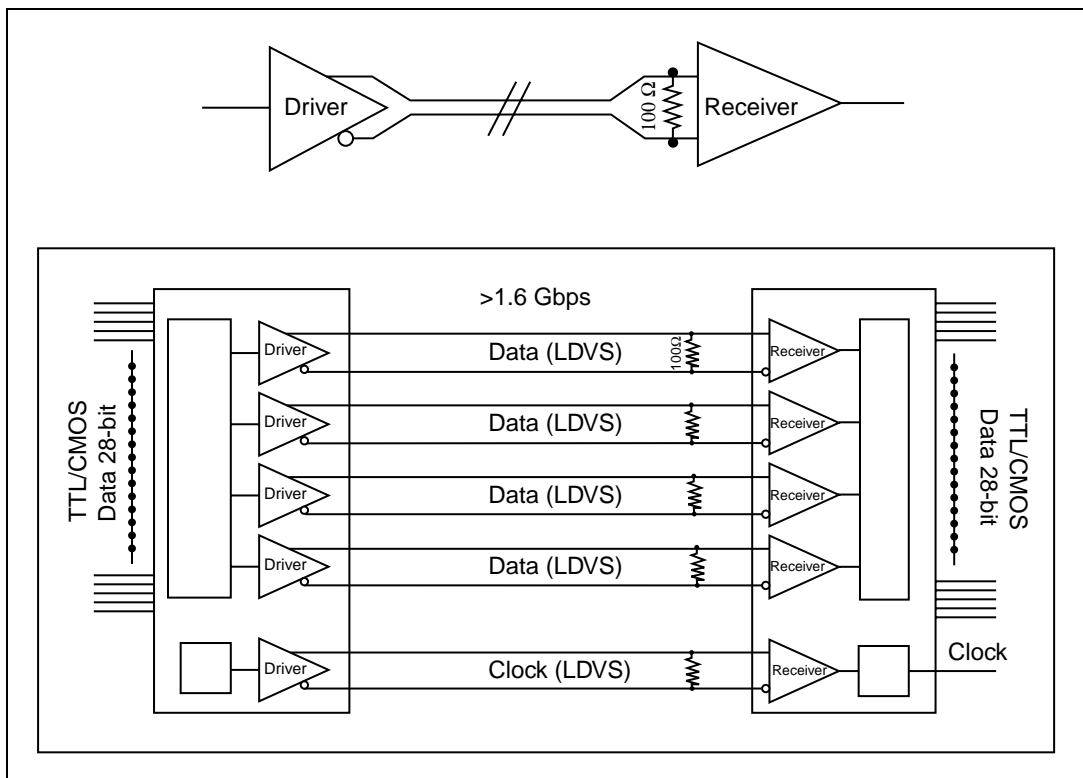 Driver
100 Ω
Receiver
>1.6 Gbps
TTL/CMOS
Data 28-bit
Driver
Data (LDVS)
100Ω
Receiver
Driver
Data (LDVS)
Receiver
Driver
Data (LDVS)
Receiver
Driver
Data (LDVS)
Receiver
TTL/CMOS
Data 28-bit
Driver
Clock (LDVS)
Receiver
Clock